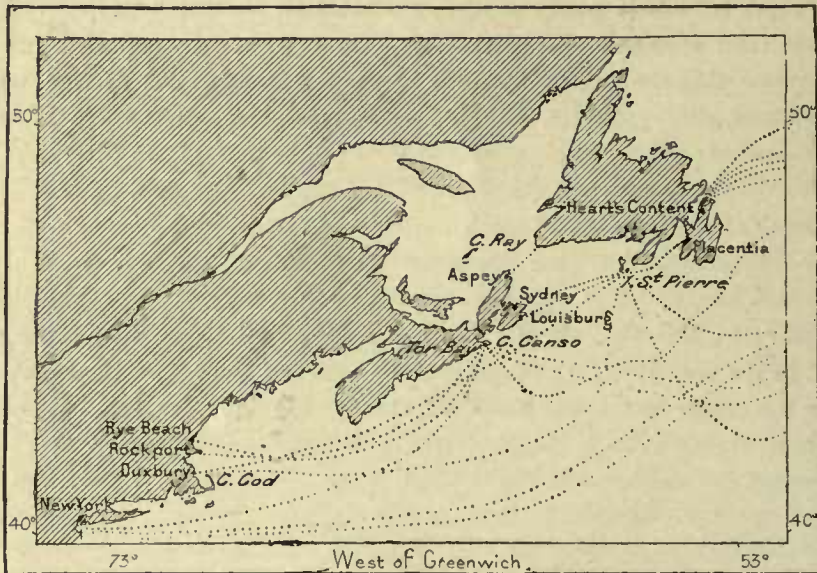 50°
50°
Heart's Content
C. Ray
Placentia
Aspey
I. St Pierre
Sydney
Louisburg
Tor Bay
C. Canso
Rye Beach
Rockport
Duxbury
C. Cod
New York
40°
40°
73°
West of Greenwich.
53°